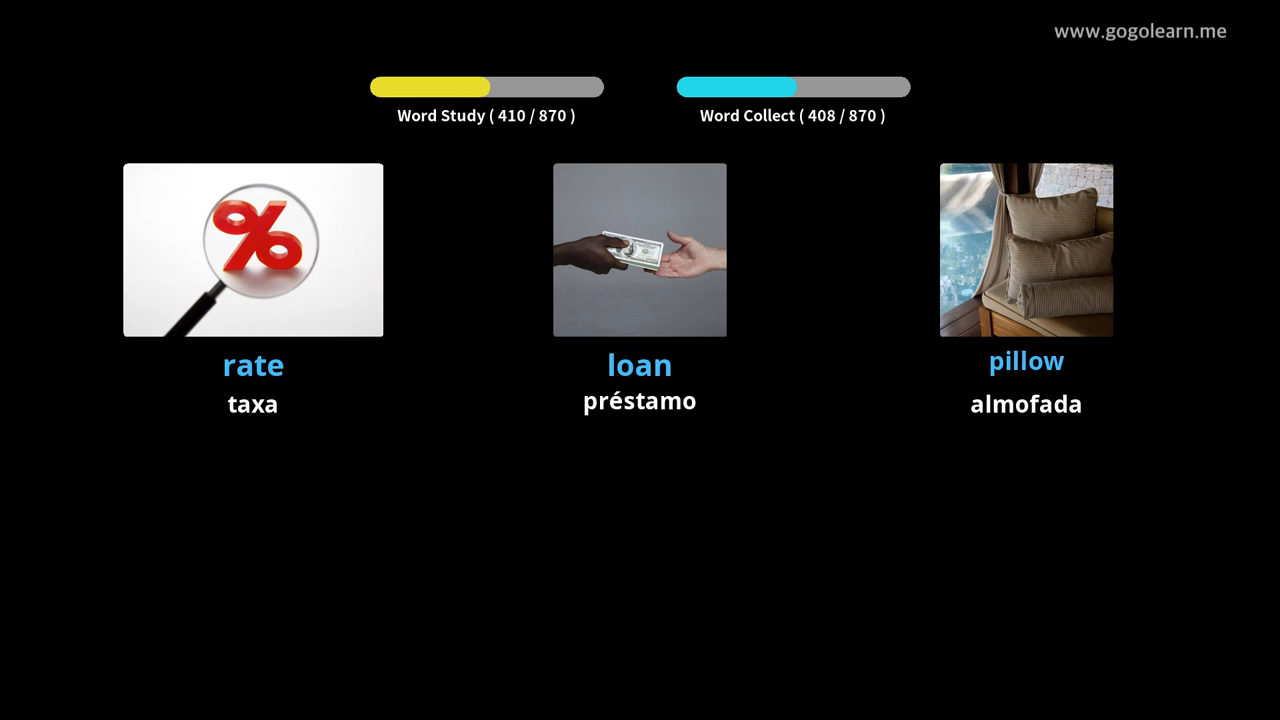 www.gogolearn.me
Word Study ( 410 / 870 )
Word Collect ( 408 / 870 )
%
rate
loan
pillow
taxa
préstamo
almofada